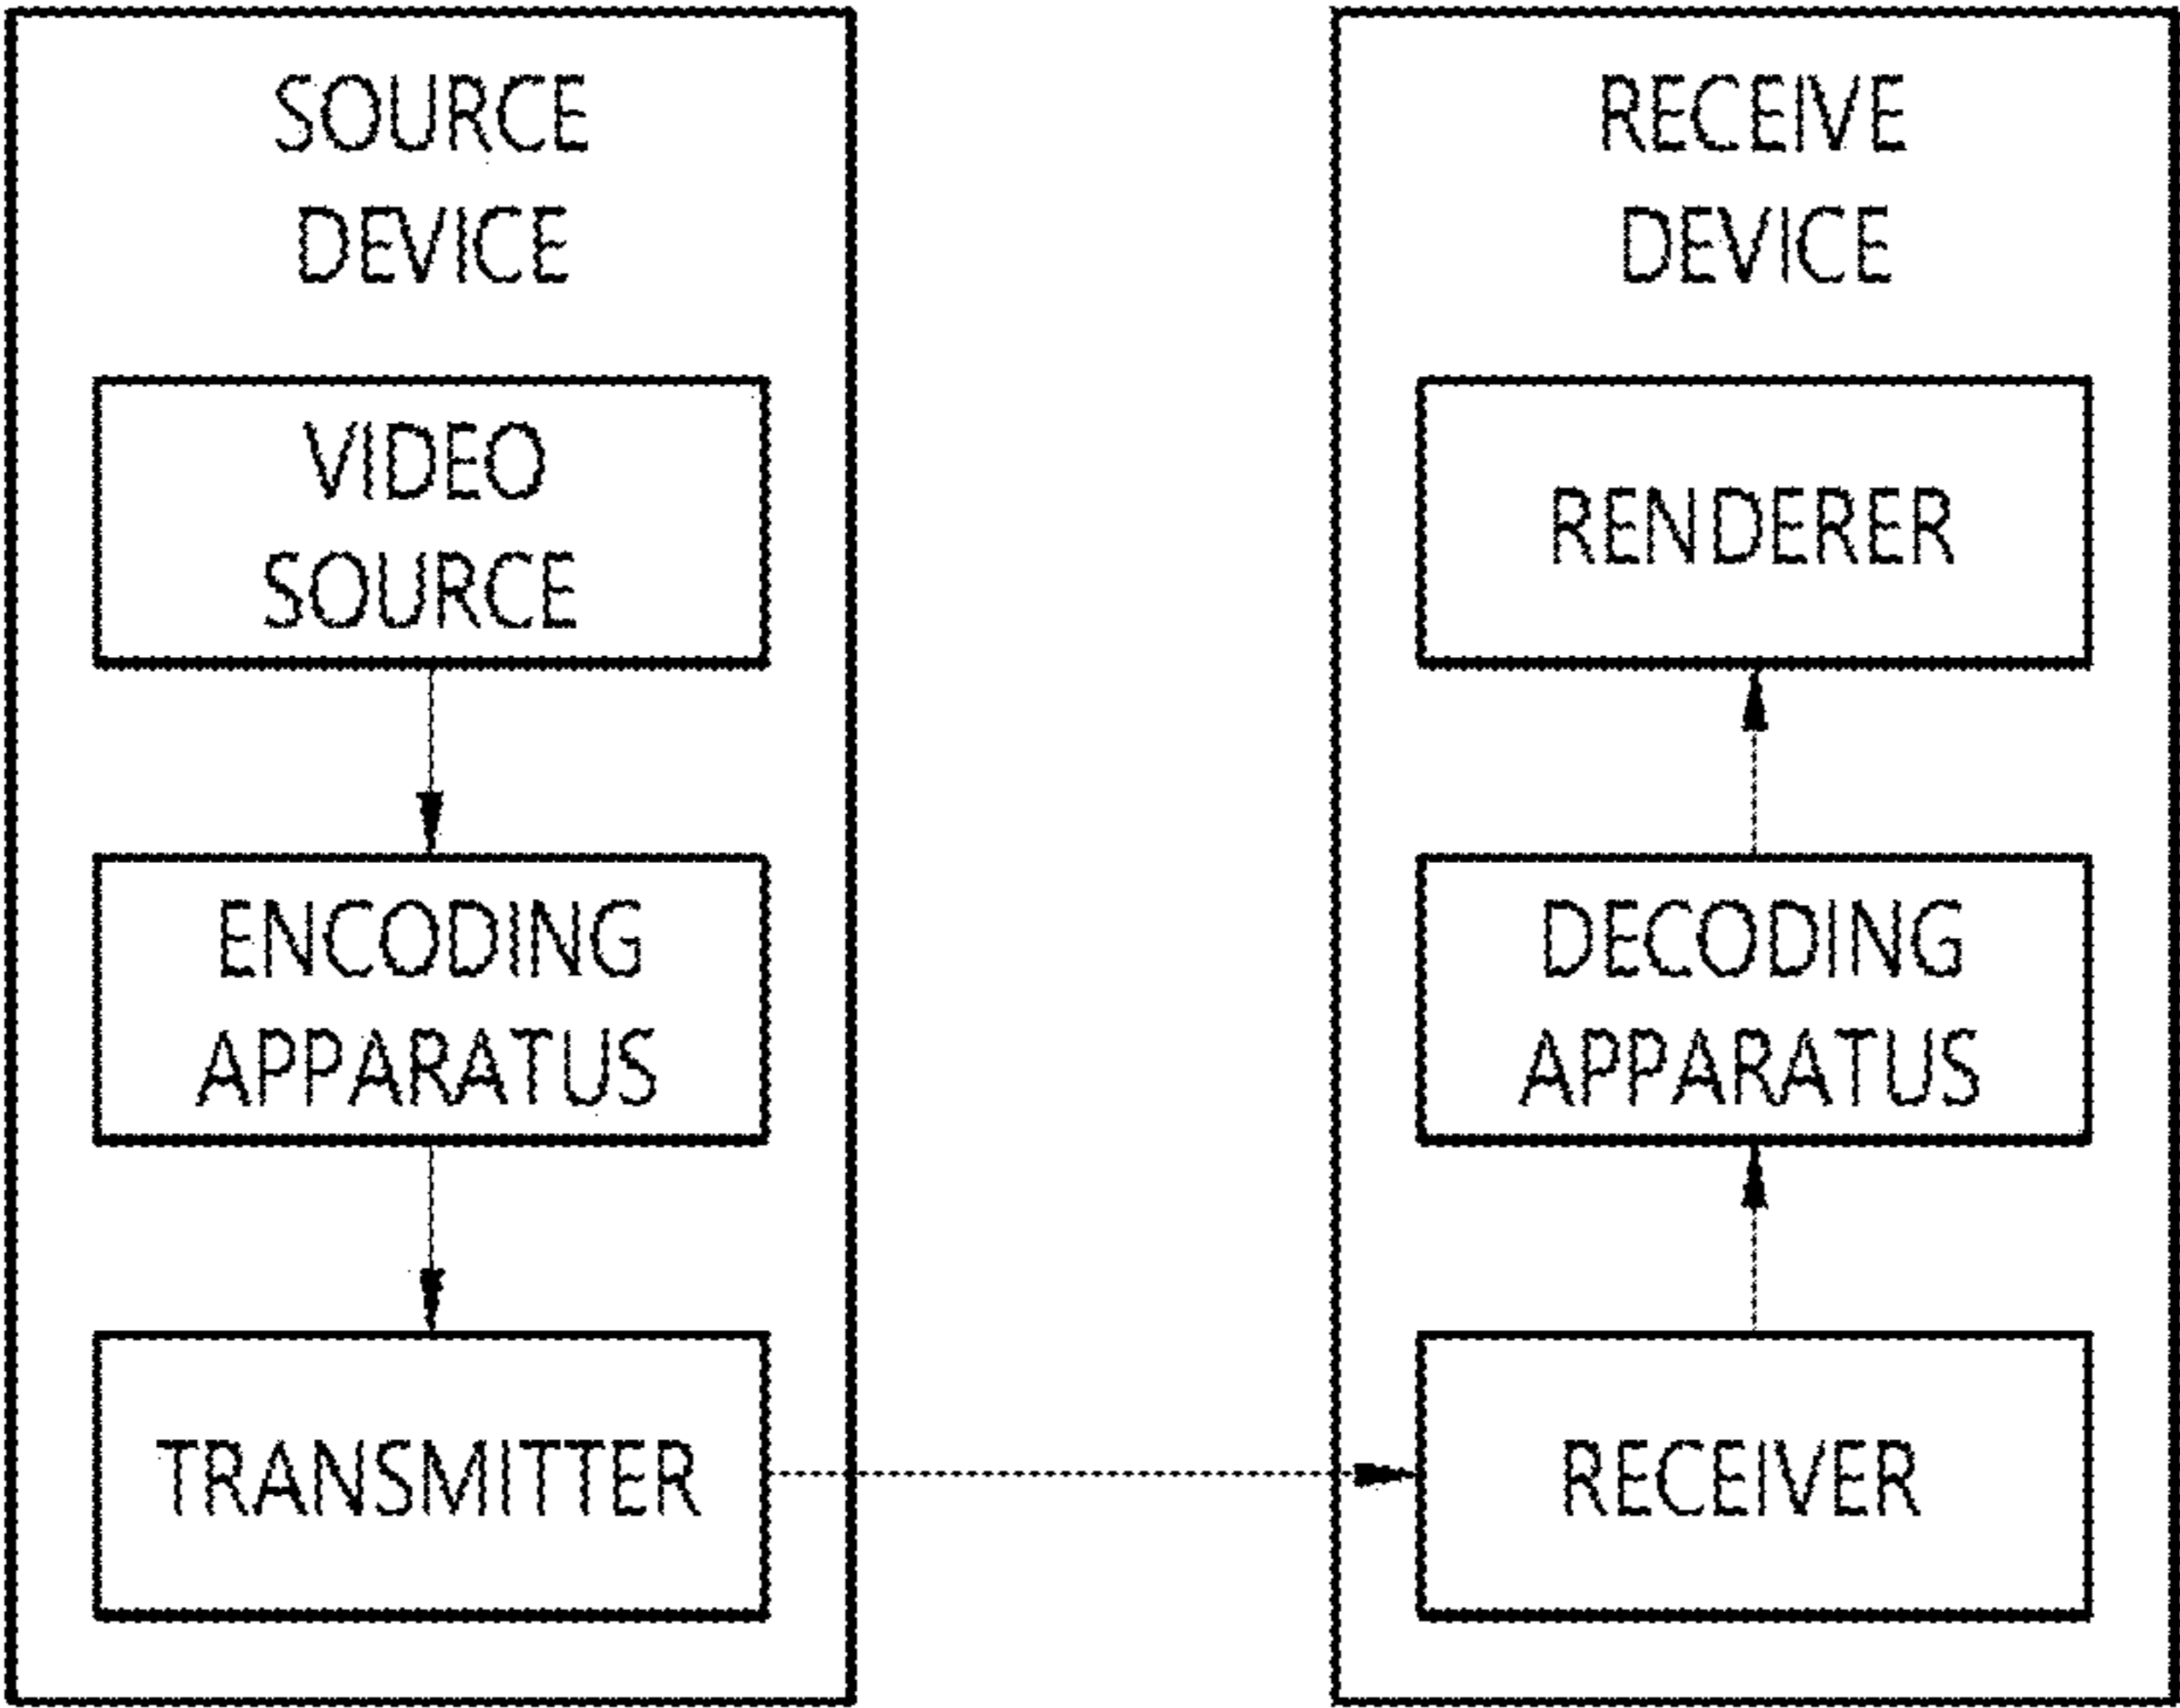 SOURCE
DEVICE
VIDEO
SOURCE
ENCODING
APPARATUS
TRANSMITTER
RECEIVE
DEVICE
RENDERER
DECODING
APPARATUS
RECEIVER